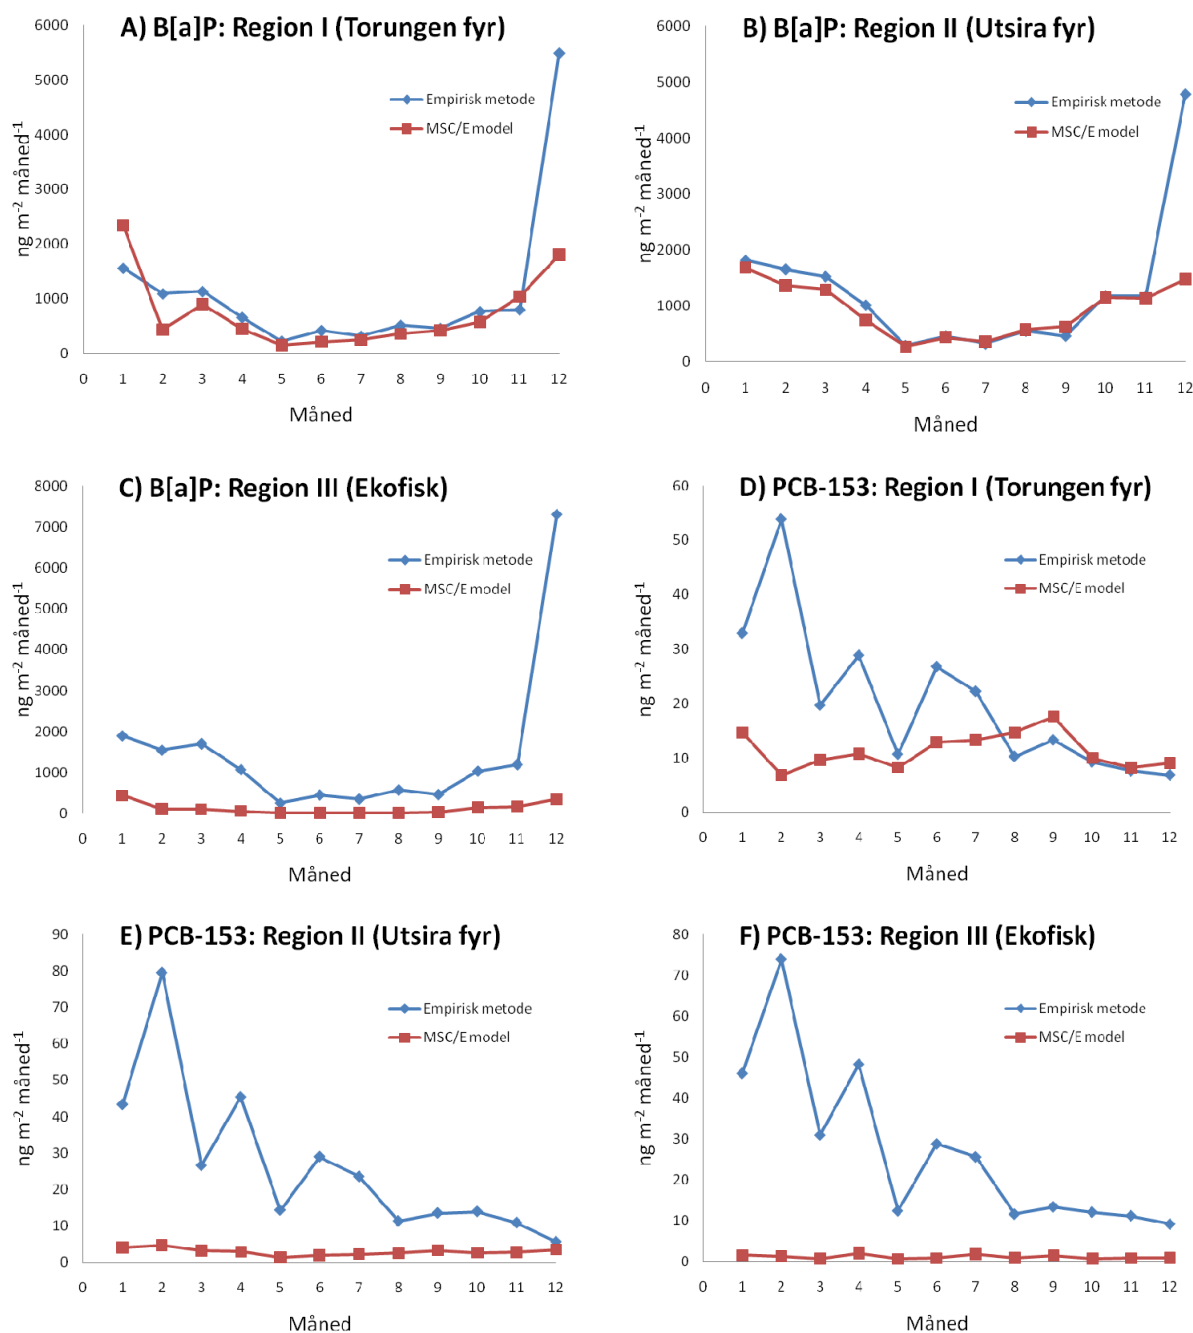 A) B[a]P: Region I (Torungen fyr)
6000
5000
4000
3000
2000
1000
0
ng m-2 måned-1
Empirisk metode
MSC/E model
0 1 2 3 4 5 6 7 8 9 10 11 12
Måned
B) B[a]P: Region II (Utsira fyr)
6000
5000
4000
3000
2000
1000
0
ng m-2 måned-1
Empirisk metode
MSC/E model
0 1 2 3 4 5 6 7 8 9 10 11 12
Måned
C) B[a]P: Region III (Ekofisk)
8000
7000
6000
5000
4000
3000
2000
1000
0
ng m-2 måned-1
Empirisk metode
MSC/E model
0 1 2 3 4 5 6 7 8 9 10 11 12
Måned
D) PCB-153: Region I (Torungen fyr)
60
50
40
30
20
10
0
ng m-2 måned-1
Empirisk metode
MSC/E model
0 1 2 3 4 5 6 7 8 9 10 11 12
Måned
E) PCB-153: Region II (Utsira fyr)
90
80
70
60
50
40
30
20
10
0
ng m-2 måned-1
Empirisk metode
MSC/E model
0 1 2 3 4 5 6 7 8 9 10 11 12
Måned
F) PCB-153: Region III (Ekofisk)
80
70
60
50
40
30
20
10
0
ng m-2 måned-1
Empirisk metode
MSC/E model
0 1 2 3 4 5 6 7 8 9 10 11 12
Måned